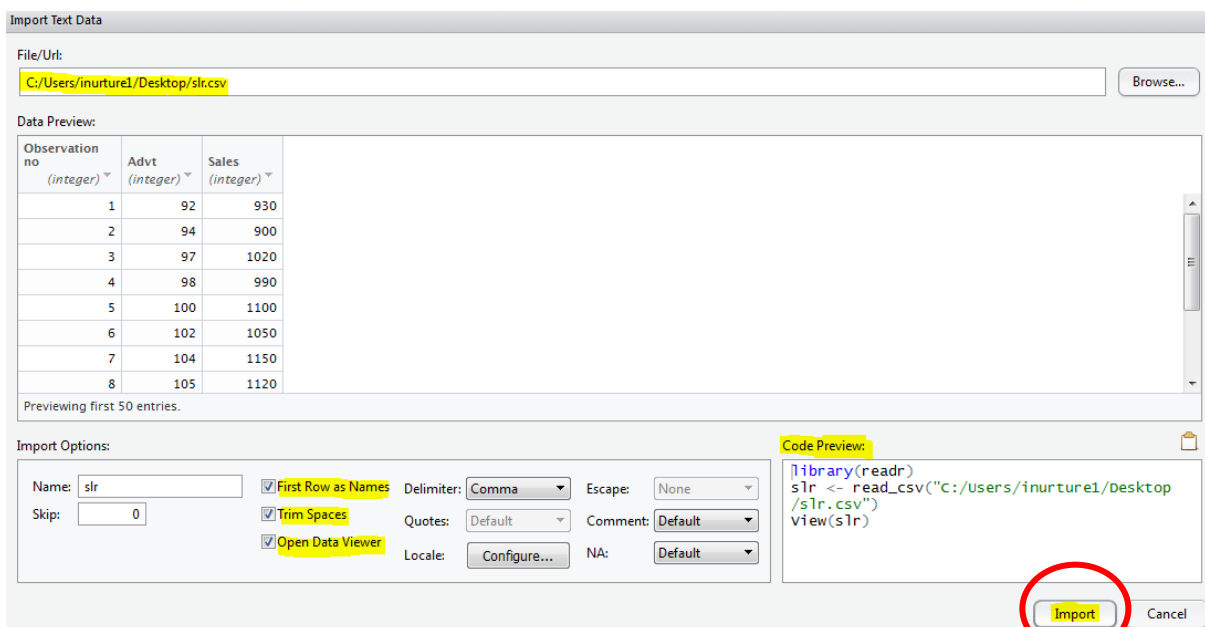 Import Text Data
File/Url:
C:/Users/inurture1/Desktop/slr.csv
Browse...
Data Preview:
Observation no (integer) Advt (integer) Sales (integer)
1 92 930
2 94 900
3 97 1020
4 98 990
5 100 1100
6 102 1050
7 104 1150
8 105 1120
Previewing first 50 entries.
Import Options:
Name: slr
Skip: 0
First Row as Names
Trim Spaces
Open Data Viewer
Delimiter: Comma
Quotes: Default
Locale: Configure...
Escape: None
Comment: Default
NA: Default
Code Preview:
library(readr)
slr <- read_csv("C:/Users/inurture1/Desktop
/slr.csv")
View(slr)
Import
Cancel